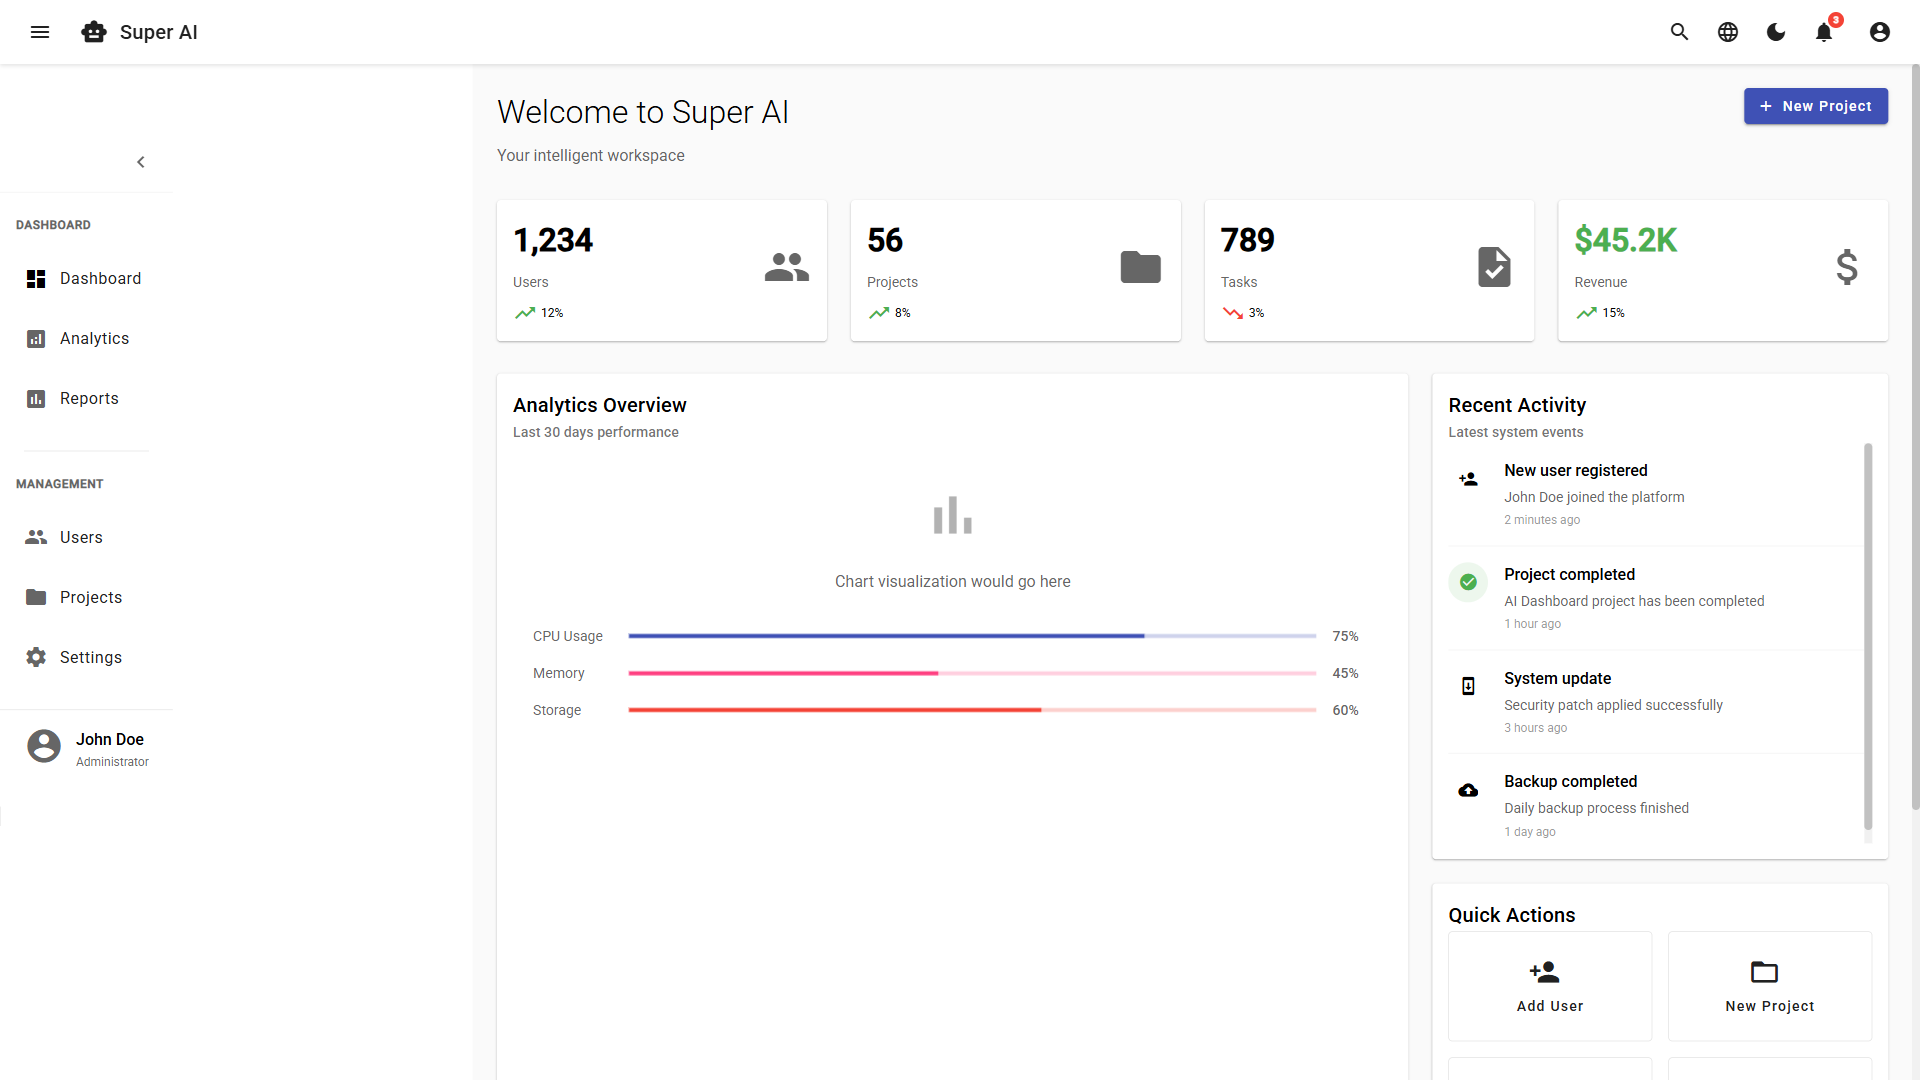 Super AI
3
DASHBOARD
Dashboard
Analytics
Reports
MANAGEMENT
Users
Projects
Settings
John Doe
Administrator
Welcome to Super AI
Your intelligent workspace
New Project
1,234
Users
12%
56
Projects
8%
789
Tasks
3%
$45.2K
Revenue
15%
Analytics Overview
Last 30 days performance
Chart visualization would go here
CPU Usage 75%
Memory 45%
Storage 60%
Recent Activity
Latest system events
New user registered
John Doe joined the platform
2 minutes ago
Project completed
AI Dashboard project has been completed
1 hour ago
System update
Security patch applied successfully
3 hours ago
Backup completed
Daily backup process finished
1 day ago
Quick Actions
Add User
New Project